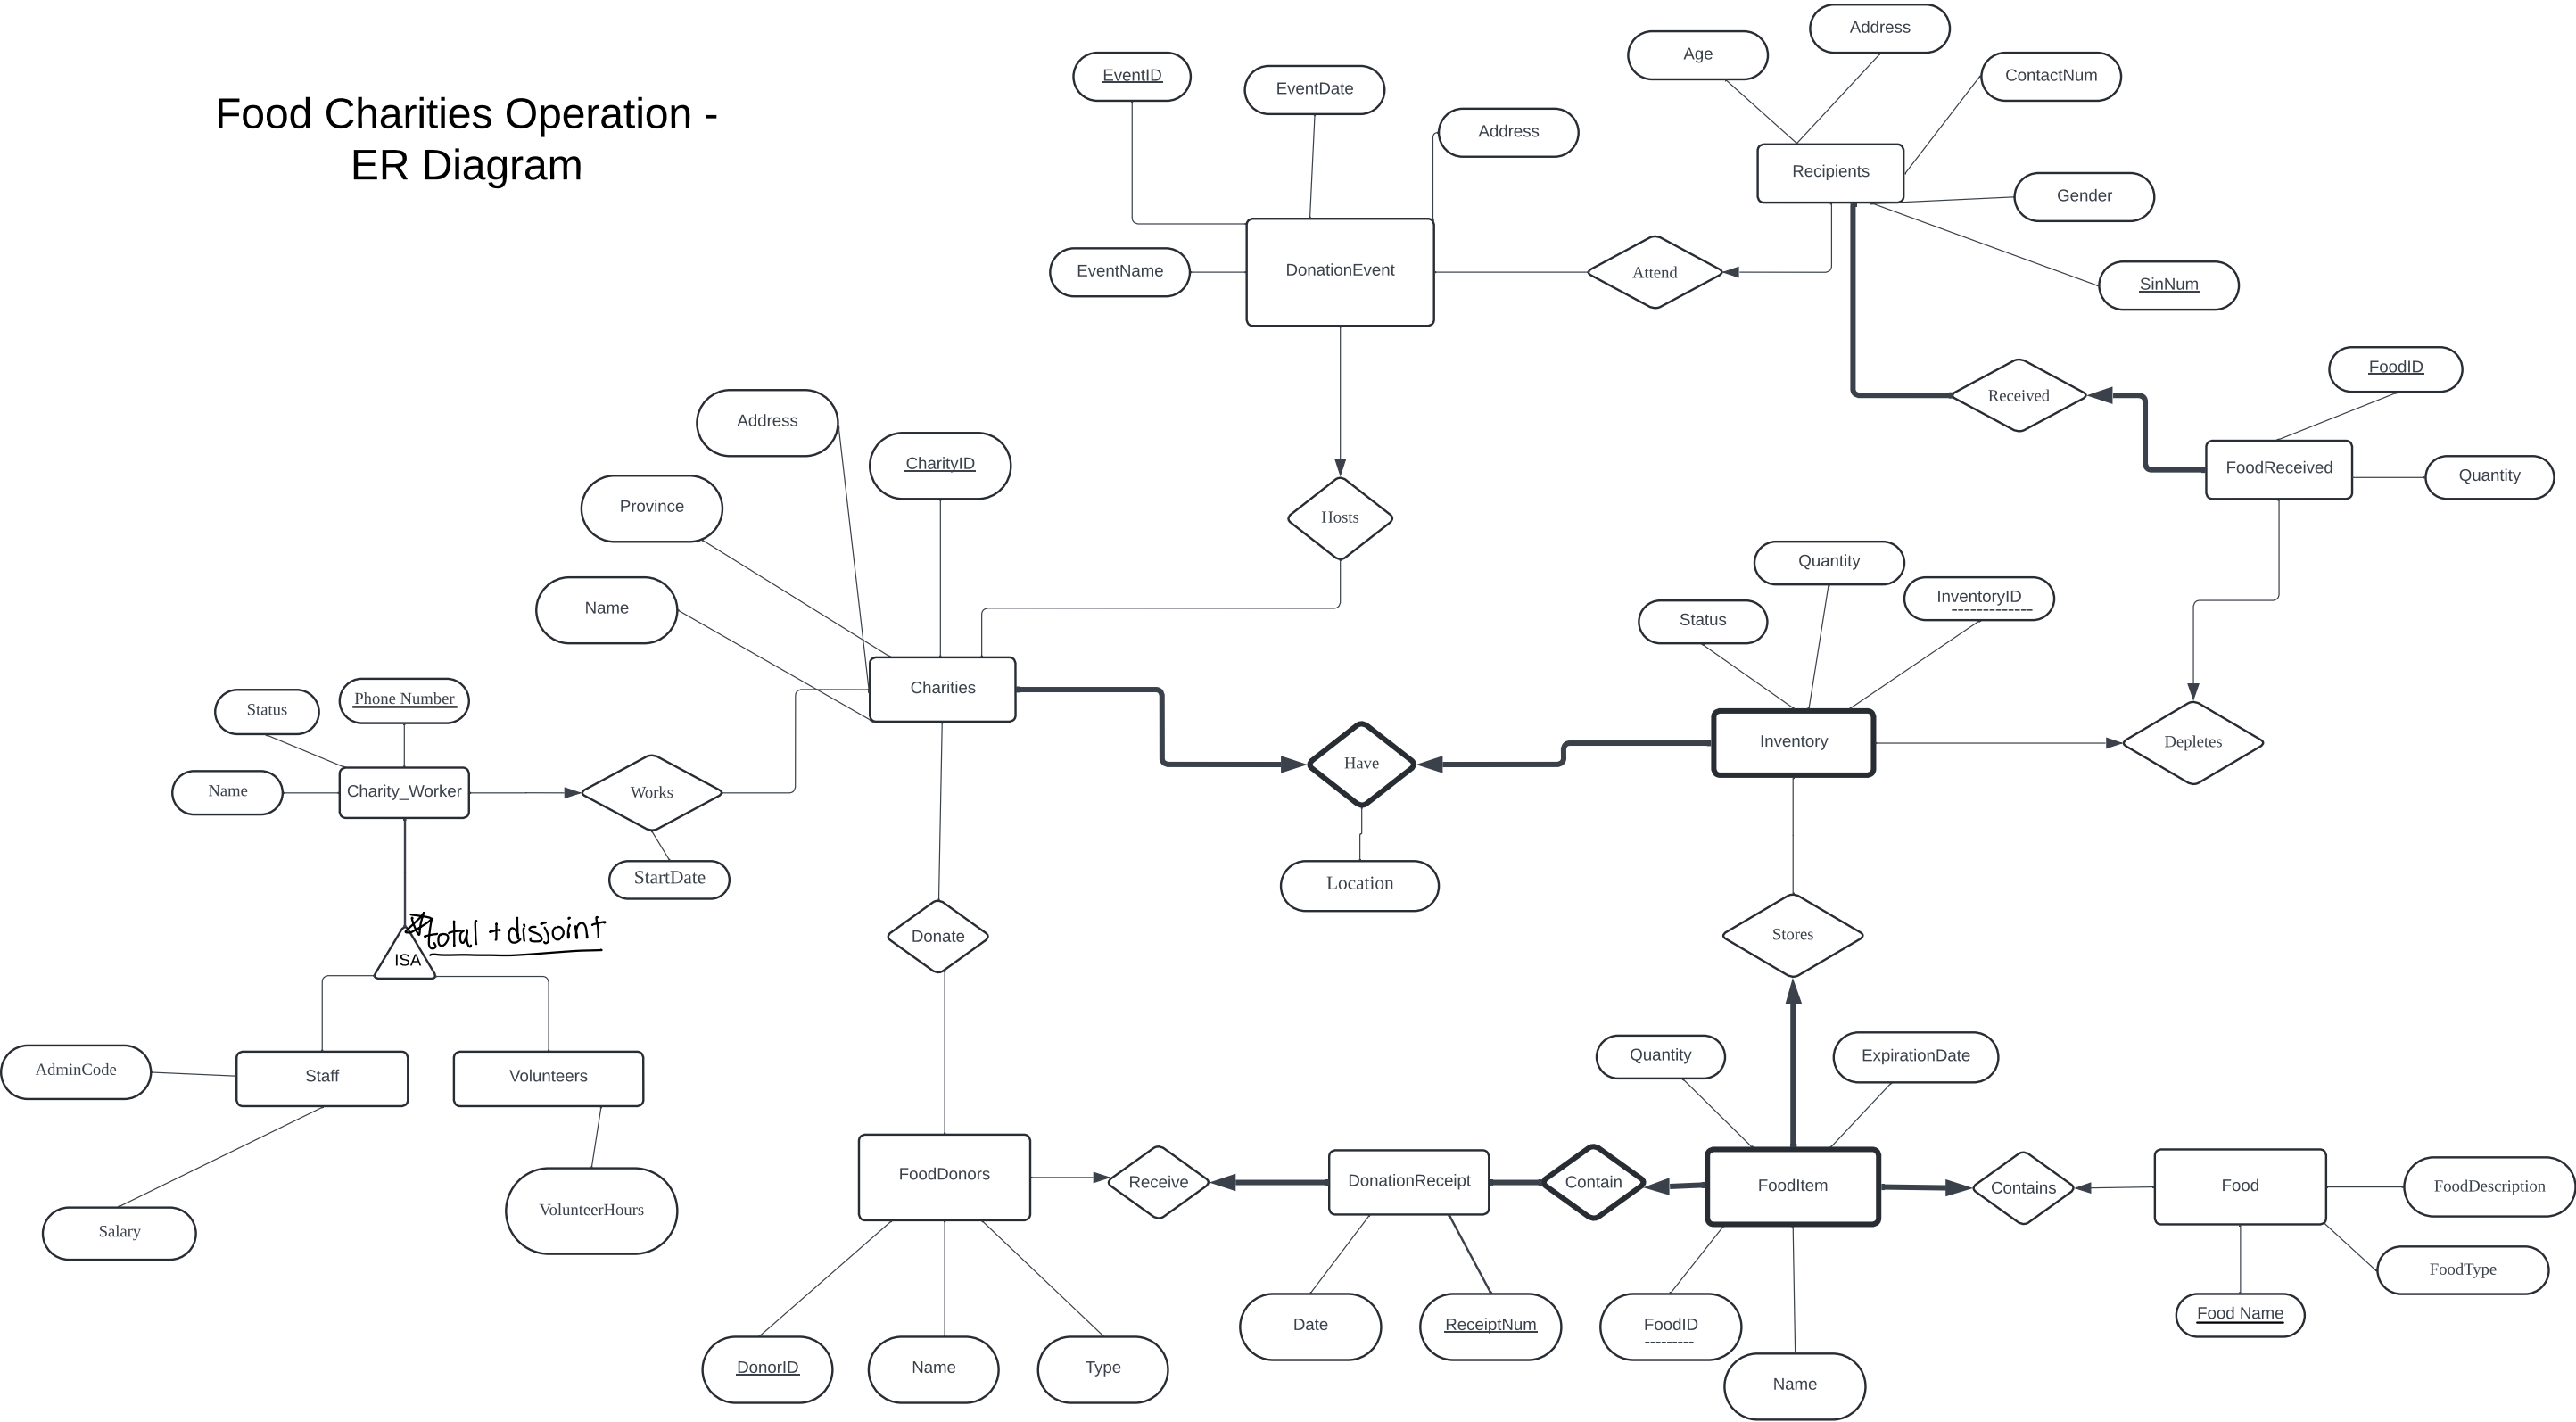 Food Charities Operation -
ER Diagram
EventID
EventDate
Address
EventName
DonationEvent
Attend
Age
Address
ContactNum
Recipients
Gender
SinNum
Received
FoodID
FoodReceived
Quantity
Hosts
Address
CharityID
Province
Name
Charities
Quantity
InventoryID
Status
Inventory
Depletes
Have
Location
Status
Phone Number
Name
Charity_Worker
Works
StartDate
total + disjoint
ISA
Donate
Stores
AdminCode
Staff
Volunteers
Salary
VolunteerHours
Quantity
ExpirationDate
FoodDonors
Receive
DonationReceipt
Contain
FoodItem
Contains
Food
FoodDescription
FoodType
Food Name
DonorID
Name
Type
Date
ReceiptNum
FoodID
Name